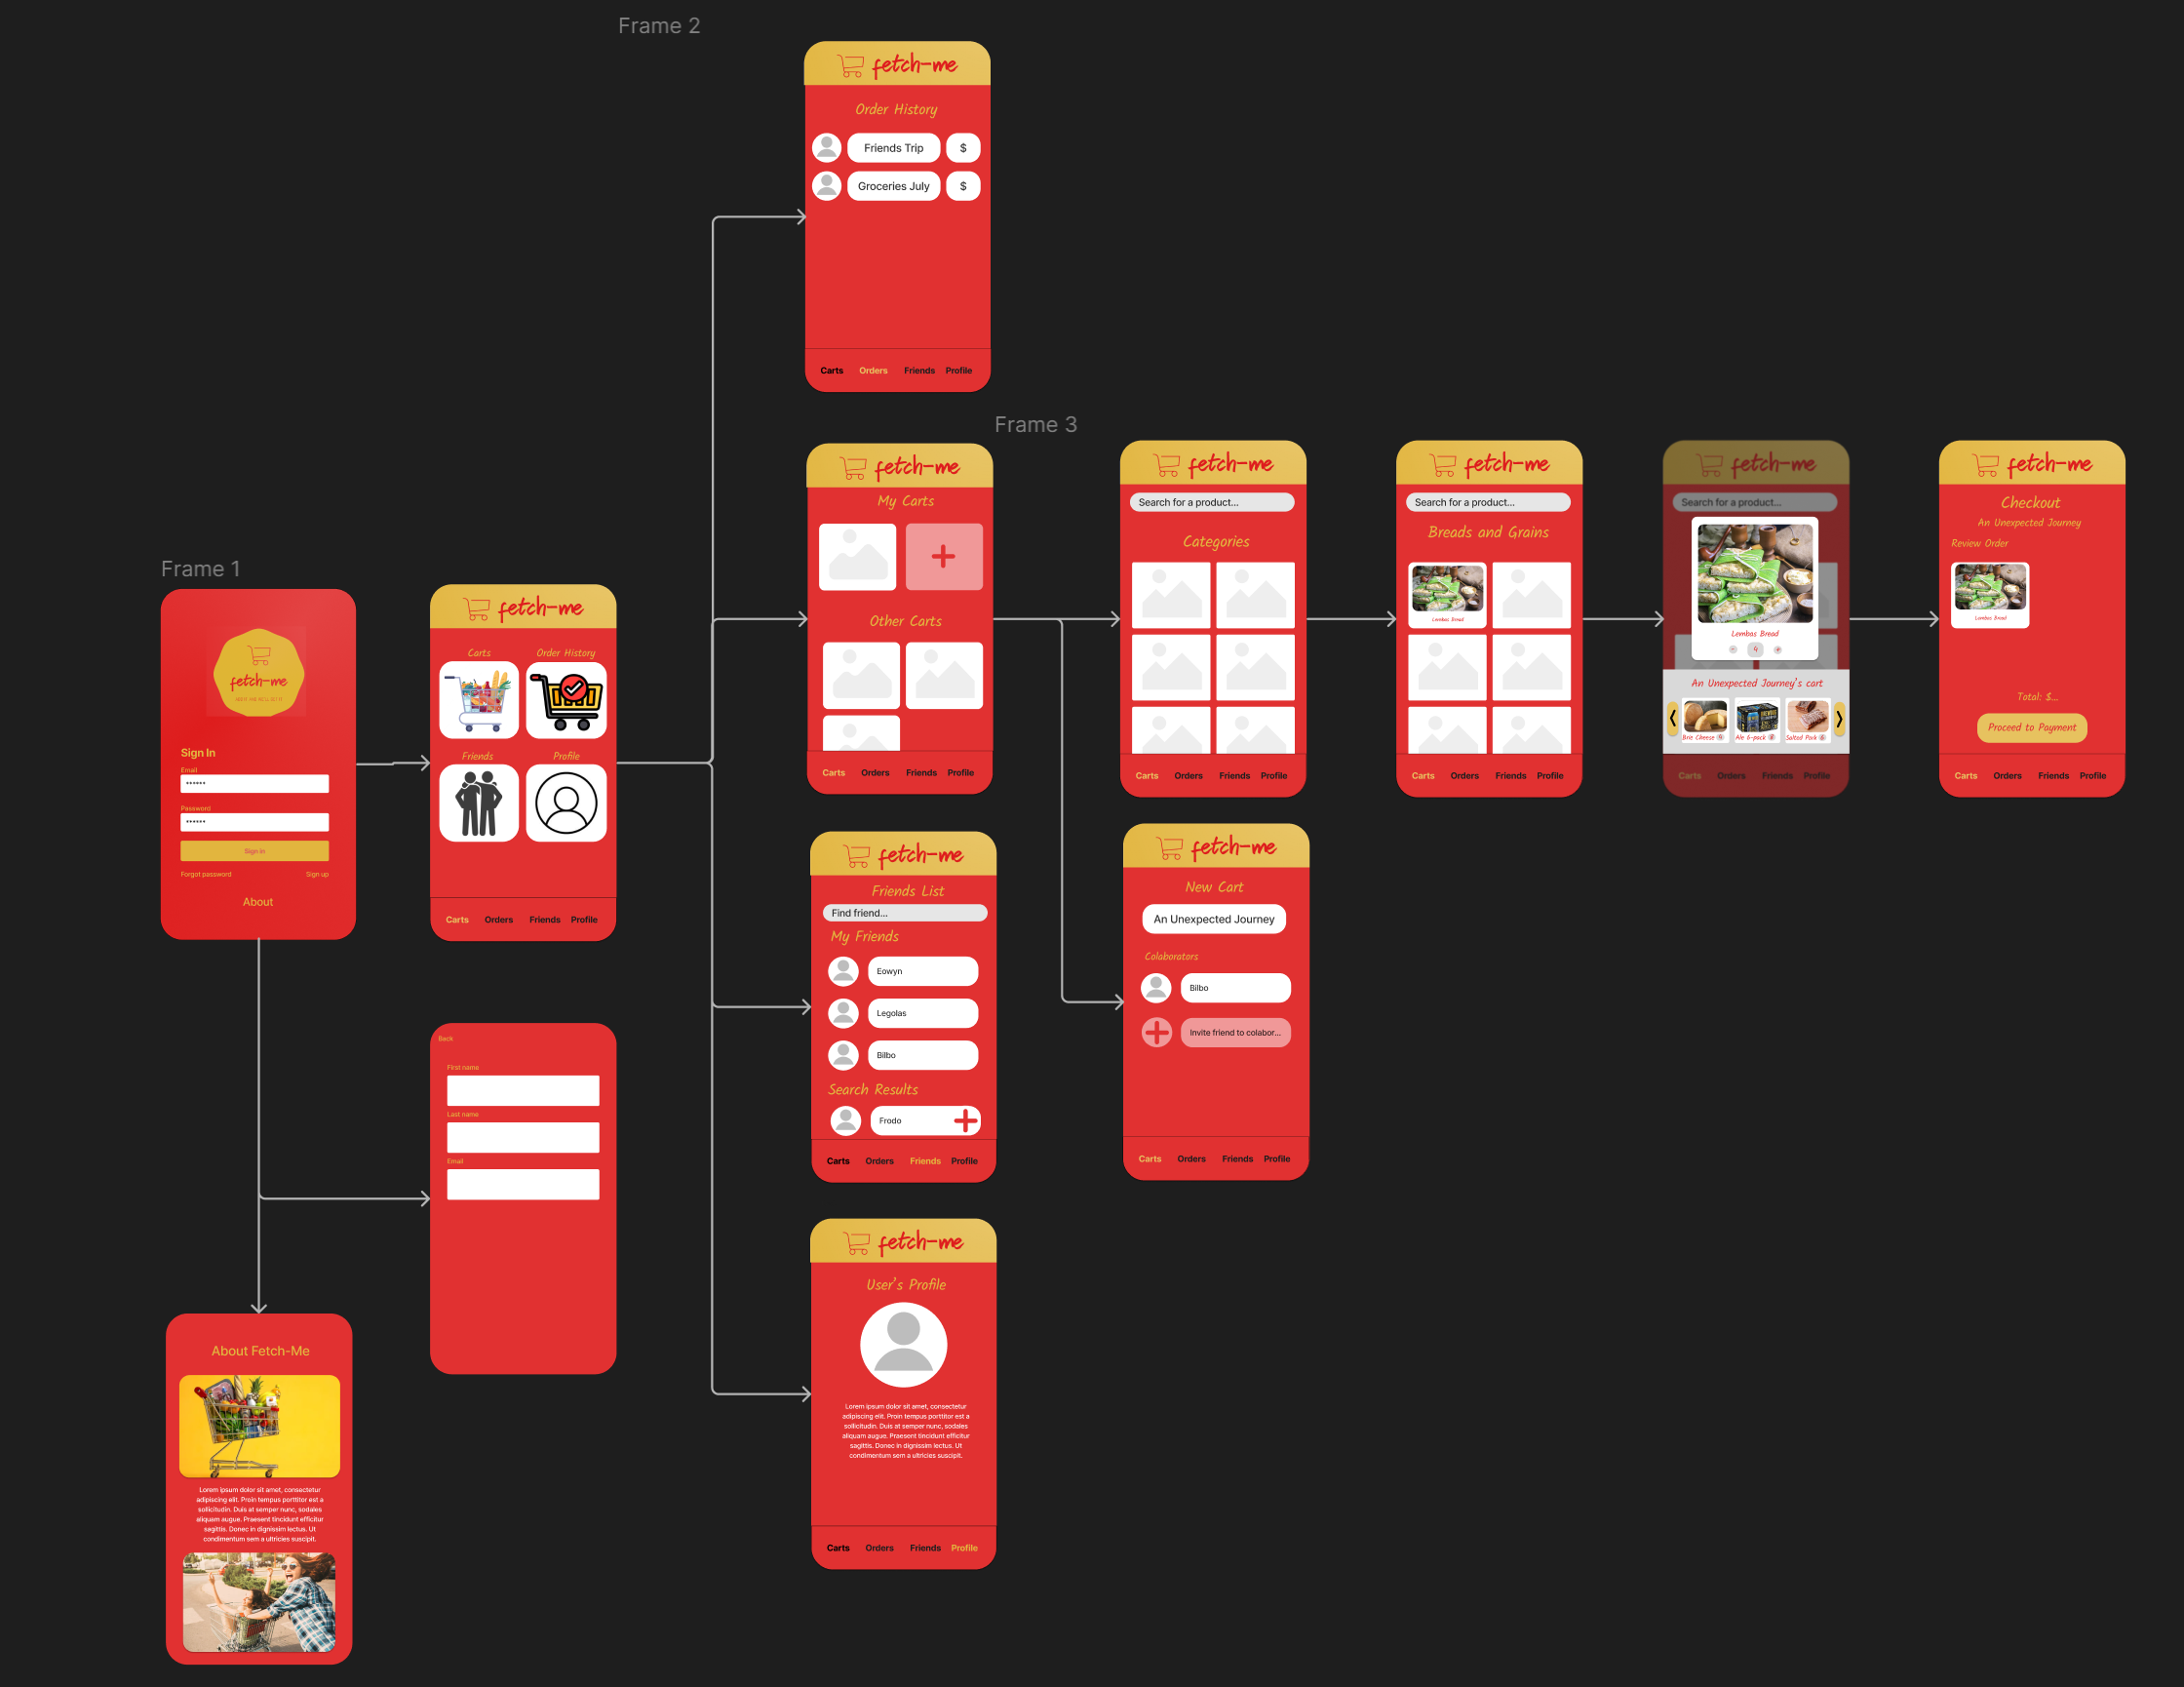 Frame 2
fetch-me
Order History
Friends Trip
$
Groceries July
$
Carts
Orders
Friends
Profile
Frame 1
fetch-me
Sign In
Email
••••••
Password
••••••
Sign in
Forgot password
Sign up
About
fetch-me
Carts
Order History
Friends
Profile
Carts
Orders
Friends
Profile
Frame 3
fetch-me
My Carts
Other Carts
Carts
Orders
Friends
Profile
fetch-me
Search for a product...
Categories
Carts
Orders
Friends
Profile
fetch-me
Search for a product...
Breads and Grains
Lembas Bread
Carts
Orders
Friends
Profile
fetch-me
Search for a product...
Lembas Bread
4
An Unexpected Journey's cart
Brie Cheese
Ale 6-pack
Salted Pork
Carts
Orders
Friends
Profile
fetch-me
Checkout
An Unexpected Journey
Review Order
Lembas Bread
Total: $...
Proceed to Payment
Carts
Orders
Friends
Profile
fetch-me
Friends List
Find friend...
My Friends
Eowyn
Legolas
Bilbo
Search Results
Frodo
Carts
Orders
Friends
Profile
fetch-me
New Cart
An Unexpected Journey
Colaborators
Bilbo
Invite friend to colabor...
Carts
Orders
Friends
Profile
Back
First name
Last name
Email
fetch-me
User's Profile
Lorem ipsum dolor sit amet, consectetur
adipiscing elit. Proin tempus porttitor est a
sollicitudin. Duis at semper nunc, sodales
aliquam augue. Praesent tincidunt efficitur
sagittis. Donec in dignissim lectus. Ut
condimentum sem a ultricies suscipit.
Carts
Orders
Friends
Profile
About Fetch-Me
Lorem ipsum dolor sit amet, consectetur
adipiscing elit. Proin tempus porttitor est a
sollicitudin. Duis at semper nunc, sodales
aliquam augue. Praesent tincidunt efficitur
sagittis. Donec in dignissim lectus. Ut
condimentum sem a ultricies suscipit.